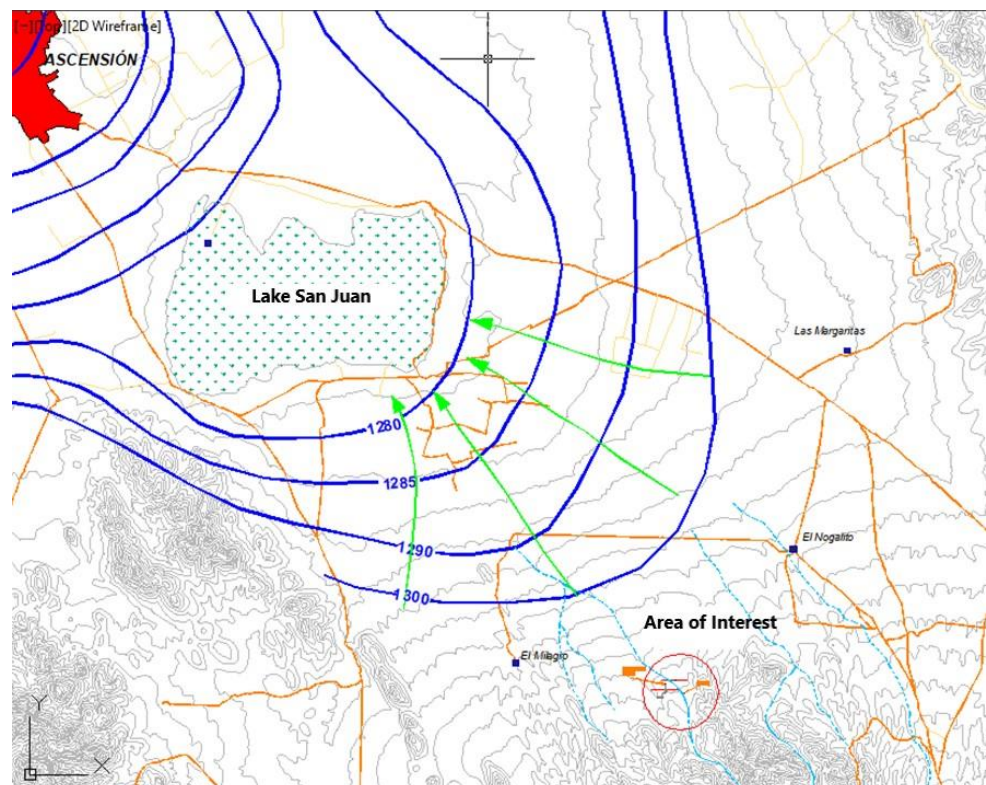 [−][Top][2D Wireframe]
ASCENSIÓN
Lake San Juan
Las Margaritas
1280
1285
1290
1300
El Nogalito
Area of Interest
El Milagro
Y
X